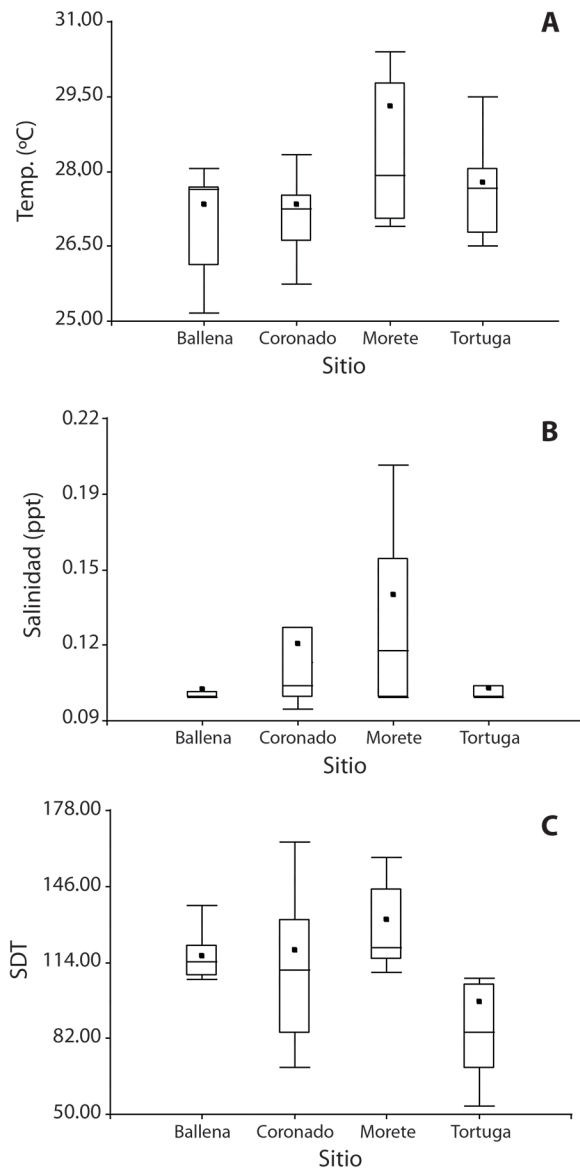 A
Temp. (ºC)
31.00
29.50
28.00
26.50
25.00
Ballena Coronado Morete Tortuga
Sitio
B
Salinidad (ppt)
0.22
0.19
0.15
0.12
0.09
Ballena Coronado Morete Tortuga
Sitio
C
SDT
178.00
146.00
114.00
82.00
50.00
Ballena Coronado Morete Tortuga
Sitio